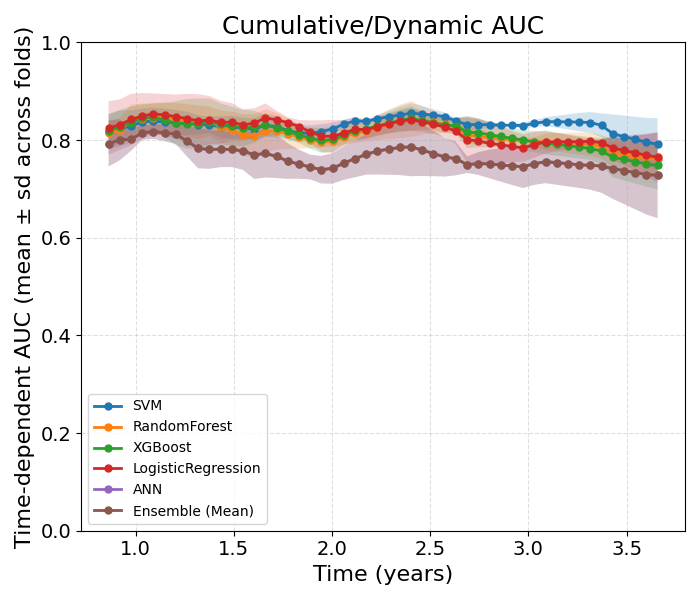 Cumulative/Dynamic AUC
Time-dependent AUC (mean ± sd across folds)
1.0
0.8
0.6
0.4
0.2
0.0
SVM
RandomForest
XGBoost
LogisticRegression
ANN
Ensemble (Mean)
1.0 1.5 2.0 2.5 3.0 3.5
Time (years)